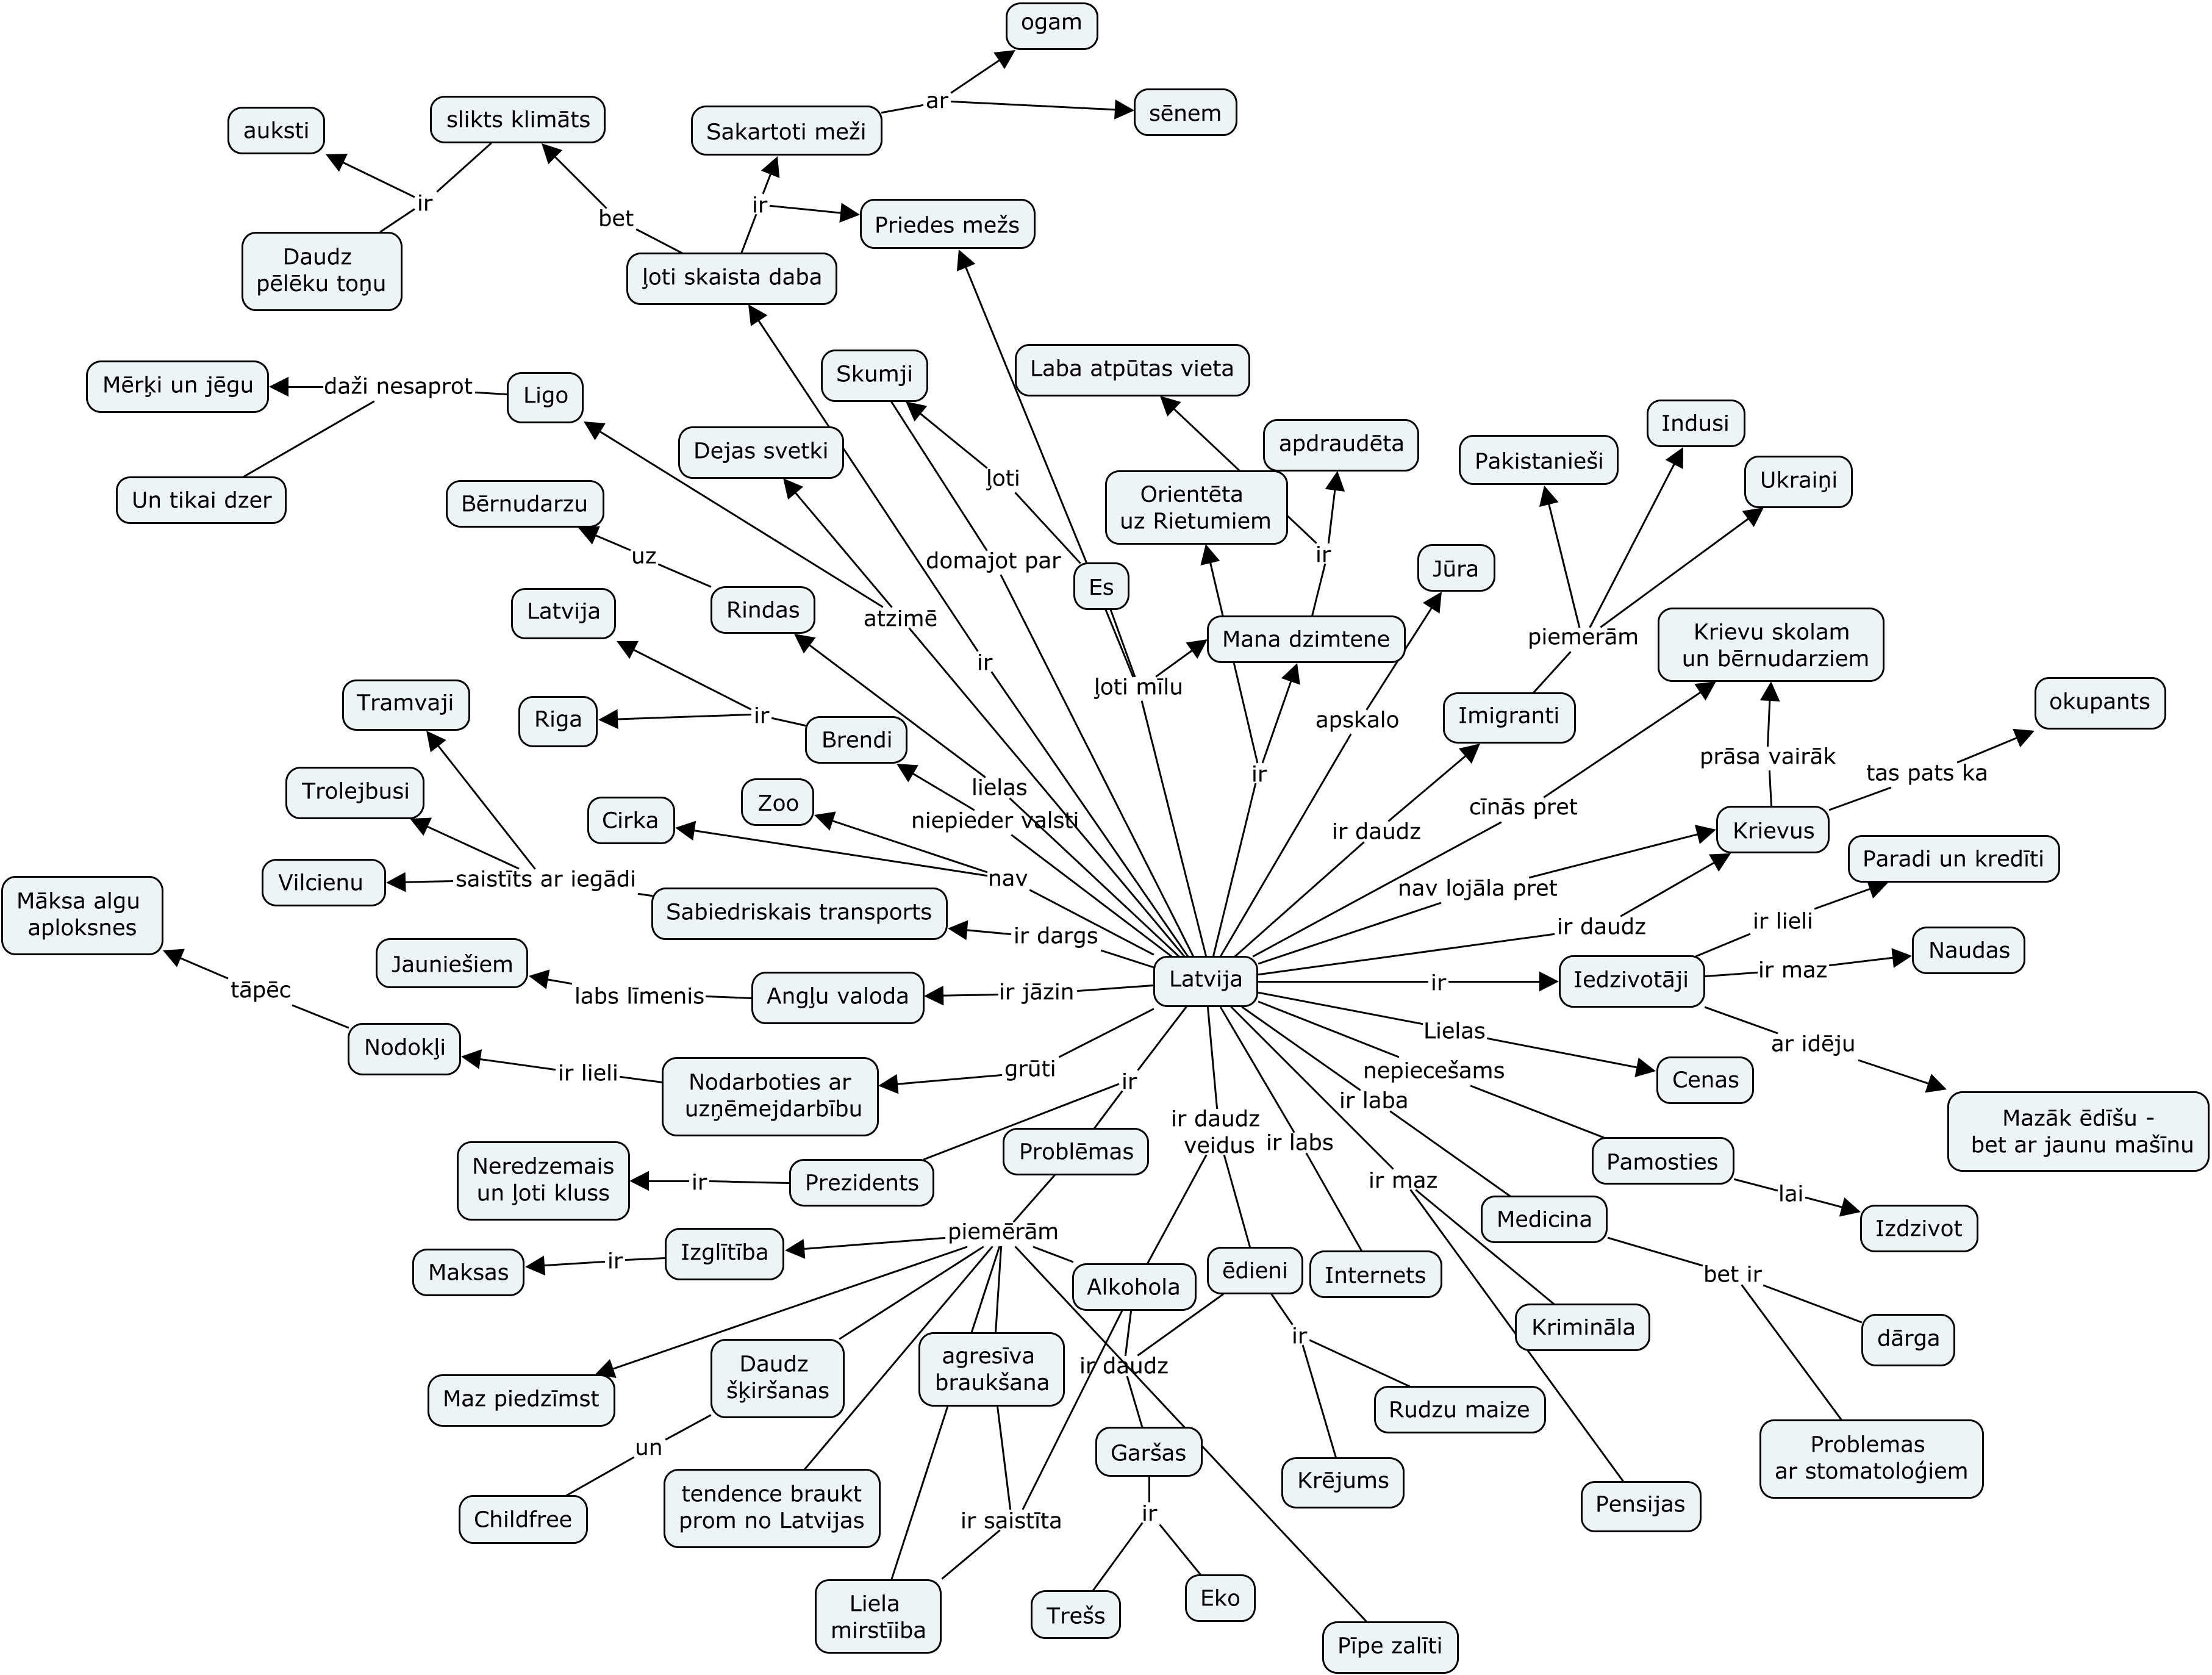 ogam
ar
sēnem
Sakartoti meži
slikts klimāts
auksti
ir
bet
ir
Priedes mežs
Daudz
pēlēku toņu
ļoti skaista daba
Skumji
Laba atpūtas vieta
Mērķi un jēgu
daži nesaprot
Ligo
Indusi
apdraudēta
Dejas svetki
Pakistanieši
Ukraiņi
ļoti
Orientēta
uz Rietumiem
Un tikai dzer
Bērnudarzu
uz
domajot par
ir
Jūra
Es
Latvija
Rindas
atzimē
Mana dzimtene
piemerām
Krievu skolam
un bērnudarziem
ir
ļoti mīlu
Tramvaji
Riga
ir
Brendi
apskalo
Imigranti
okupants
prāsa vairāk
tas pats ka
ir
Trolejbusi
Cirka
Zoo
lielas
niepieder valsti
ir daudz
cīnās pret
Krievus
Paradi un kredīti
Vilcienu
saistīts ar iegādi
nav
nav lojāla pret
Māksa algu
aploksnes
Sabiedriskais transports
ir dargs
ir daudz
ir lieli
Naudas
Jauniešiem
labs līmenis
Angļu valoda
ir jāzin
Latvija
ir
Iedzivotāji
ir maz
tāpēc
Nodokļi
ir lieli
Nodarboties ar
uzņēmejdarbību
grūti
ir
Lielas
ar idēju
nepiecešams
Cenas
ir laba
Mazāk ēdīšu -
bet ar jaunu mašīnu
ir daudz
veidus
ir labs
Problēmas
Pamosties
Neredzemais
un ļoti kluss
ir
Prezidents
ir maz
lai
Izdzivot
Medicina
piemērām
Izglītība
ir
Maksas
Alkohola
ēdieni
Internets
bet ir
Krimināla
dārga
ir
Daudz
šķiršanas
agresīva
braukšana
ir daudz
Maz piedzīmst
Rudzu maize
un
Garšas
Krējums
Problemas
ar stomatoloģiem
Childfree
tendence braukt
prom no Latvijas
ir saistīta
ir
Pensijas
Liela
mirstīiba
Trešs
Eko
Pīpe zalīti